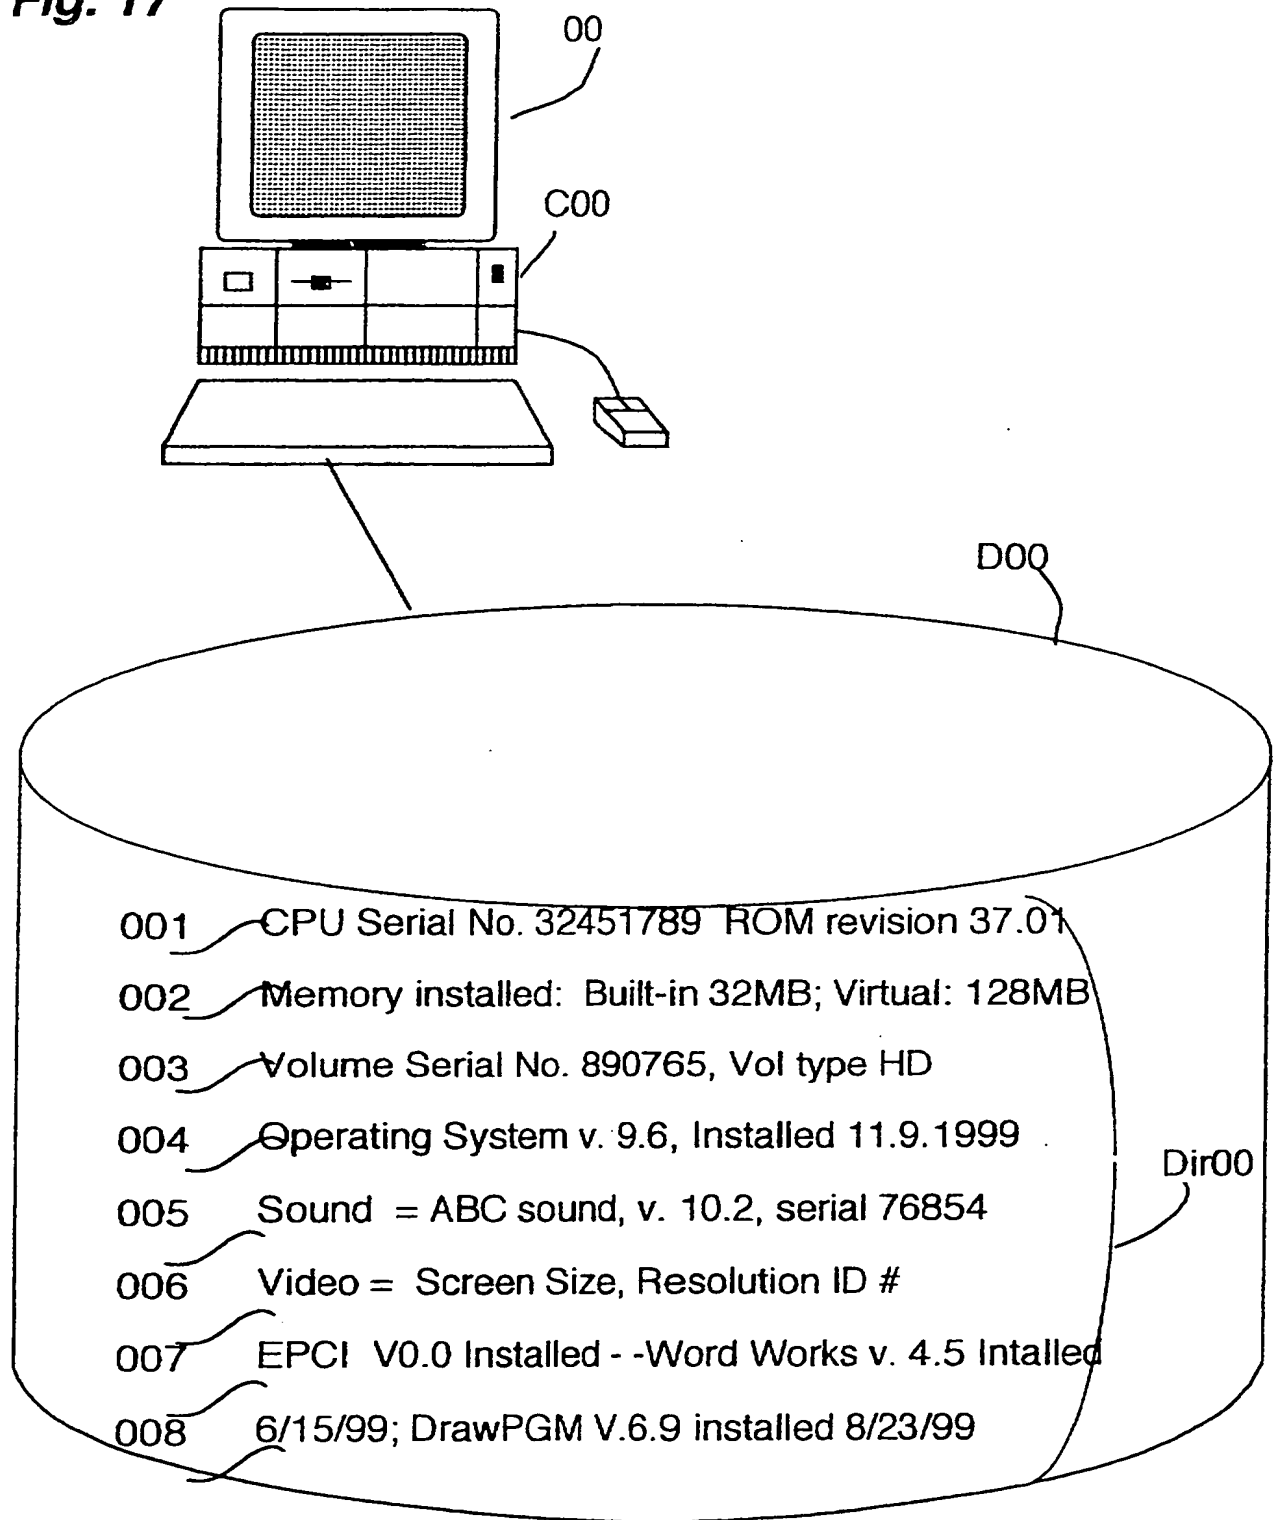 Fig. 17
00
C00
D00
001 CPU Serial No. 32451789 ROM revision 37.01
002 Memory installed: Built-in 32MB; Virtual: 128MB
003 Volume Serial No. 890765, Vol type HD
004 Operating System v. 9.6, Installed 11.9.1999
Dir00
005 Sound = ABC sound, v. 10.2, serial 76854
006 Video = Screen Size, Resolution ID #
007 EPCI V0.0 Installed - -Word Works v. 4.5 Intalled
008 6/15/99; DrawPGM V.6.9 installed 8/23/99